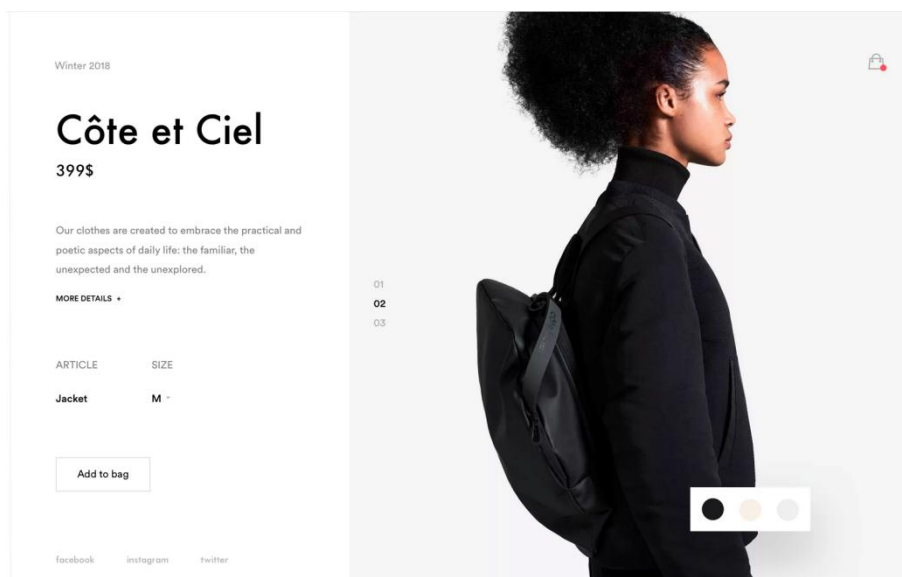 Winter 2018
Côte et Ciel
399$
Our clothes are created to embrace the practical and
poetic aspects of daily life: the familiar, the
unexpected and the unexplored.
MORE DETAILS +
ARTICLE SIZE
Jacket M
Add to bag
facebook instagram twitter
01
02
03